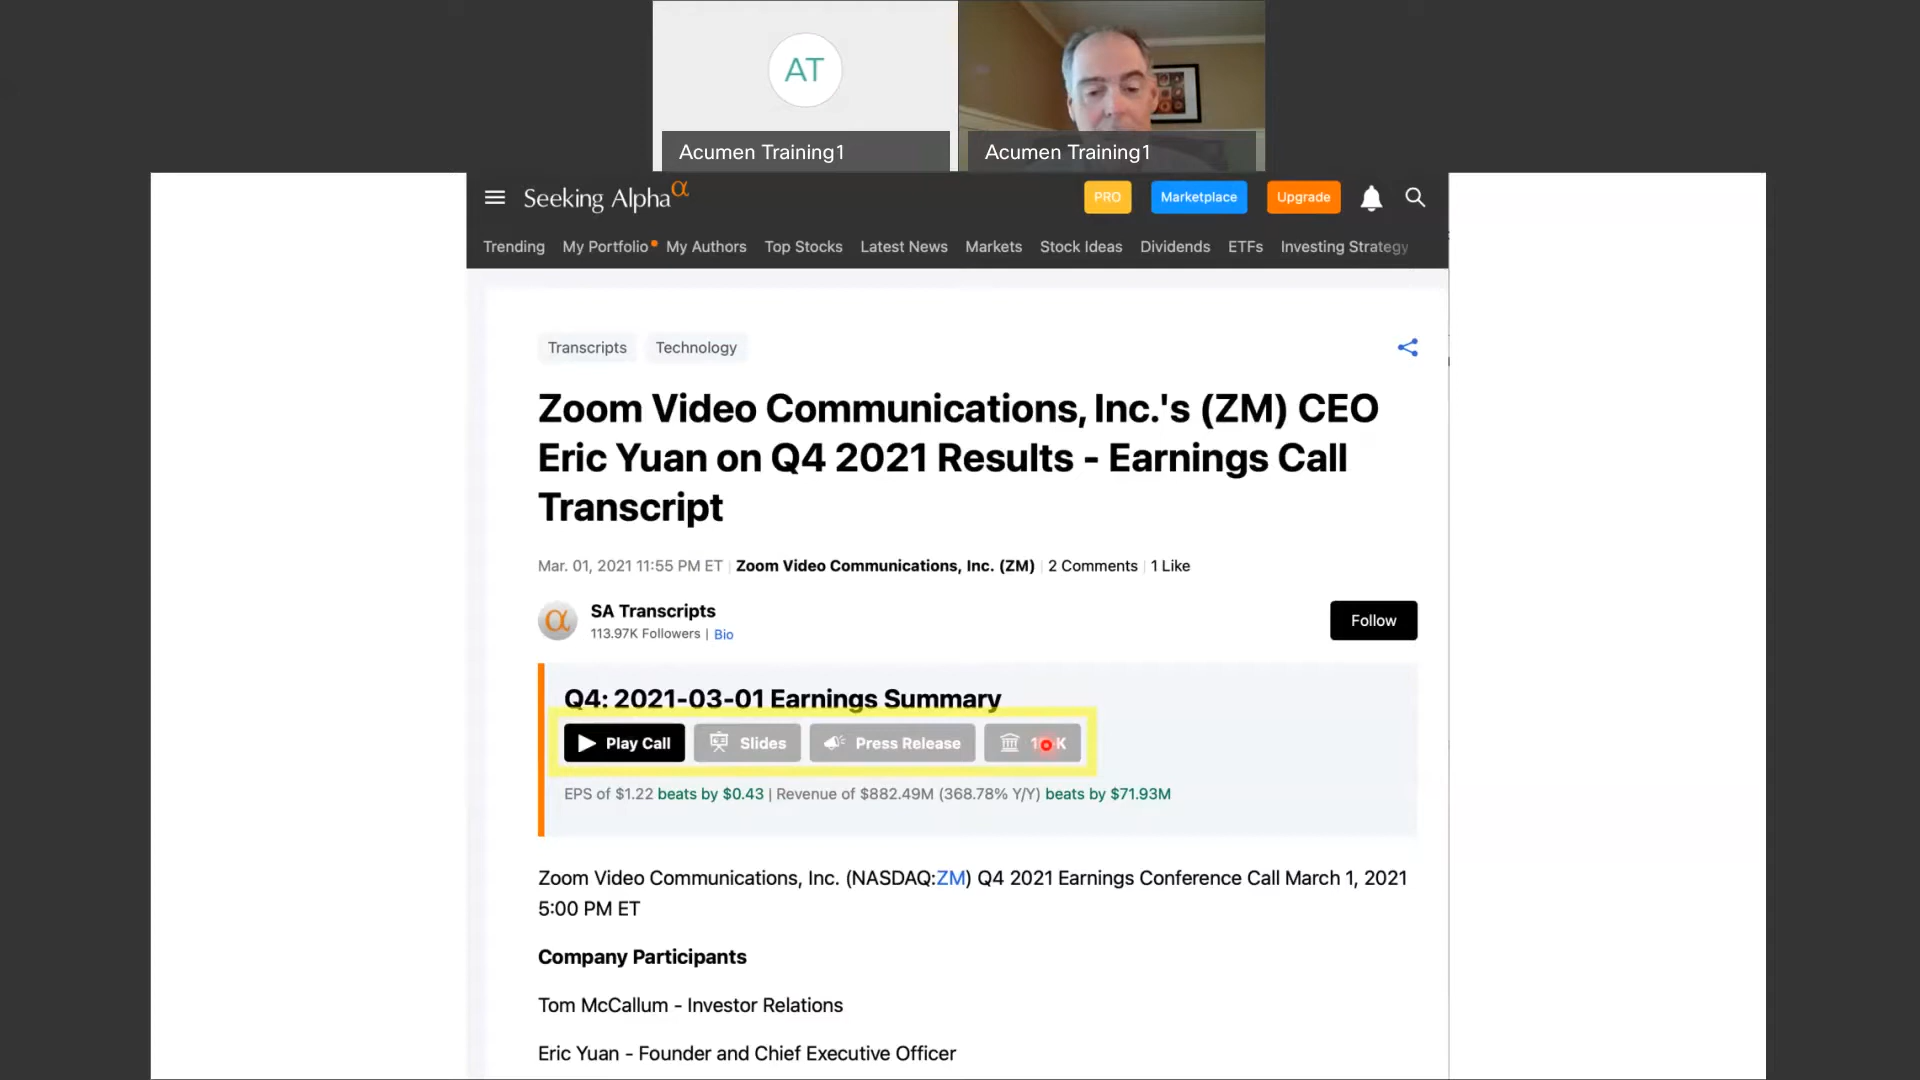 AT
Acumen Training1
Acumen Training1
Seeking Alpha α
PRO
Marketplace
Upgrade
Trending My Portfolio My Authors Top Stocks Latest News Markets Stock Ideas Dividends ETFs Investing Strategy
Transcripts Technology
Zoom Video Communications, Inc.'s (ZM) CEO
Eric Yuan on Q4 2021 Results - Earnings Call
Transcript
Mar. 01, 2021 11:55 PM ET | Zoom Video Communications, Inc. (ZM) | 2 Comments | 1 Like
α
SA Transcripts
113.97K Followers | Bio
Follow
Q4: 2021-03-01 Earnings Summary
Play Call
Slides
Press Release
EPS of $1.22 beats by $0.43 | Revenue of $882.49M (368.78% Y/Y) beats by $71.93M
Zoom Video Communications, Inc. (NASDAQ:ZM) Q4 2021 Earnings Conference Call March 1, 2021
5:00 PM ET
Company Participants
Tom McCallum - Investor Relations
Eric Yuan - Founder and Chief Executive Officer